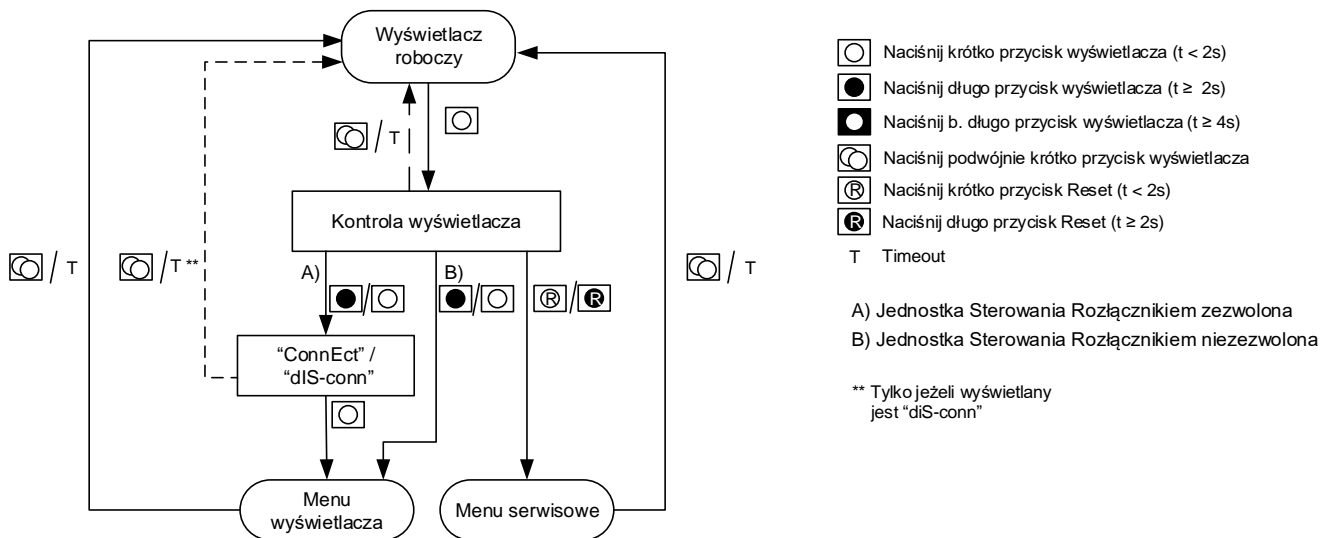 Wyświetlacz
roboczy
/ T
Kontrola wyświetlacza
/ T
/ T **
A)
/
B)
/
R / R
/ T
"ConnEct" /
"dIS-conn"
Menu
wyświetlacza
Menu serwisowe
Naciśnij krótko przycisk wyświetlacza (t < 2s)
Naciśnij długo przycisk wyświetlacza (t ≥ 2s)
Naciśnij b. długo przycisk wyświetlacza (t ≥ 4s)
Naciśnij podwójnie krótko przycisk wyświetlacza
R Naciśnij krótko przycisk Reset (t < 2s)
R Naciśnij długo przycisk Reset (t ≥ 2s)
T Timeout
A) Jednostka Sterowania Rozłącznikiem zezwolona
B) Jednostka Sterowania Rozłącznikiem niezezwolona
** Tylko jeżeli wyświetlany
jest "diS-conn"